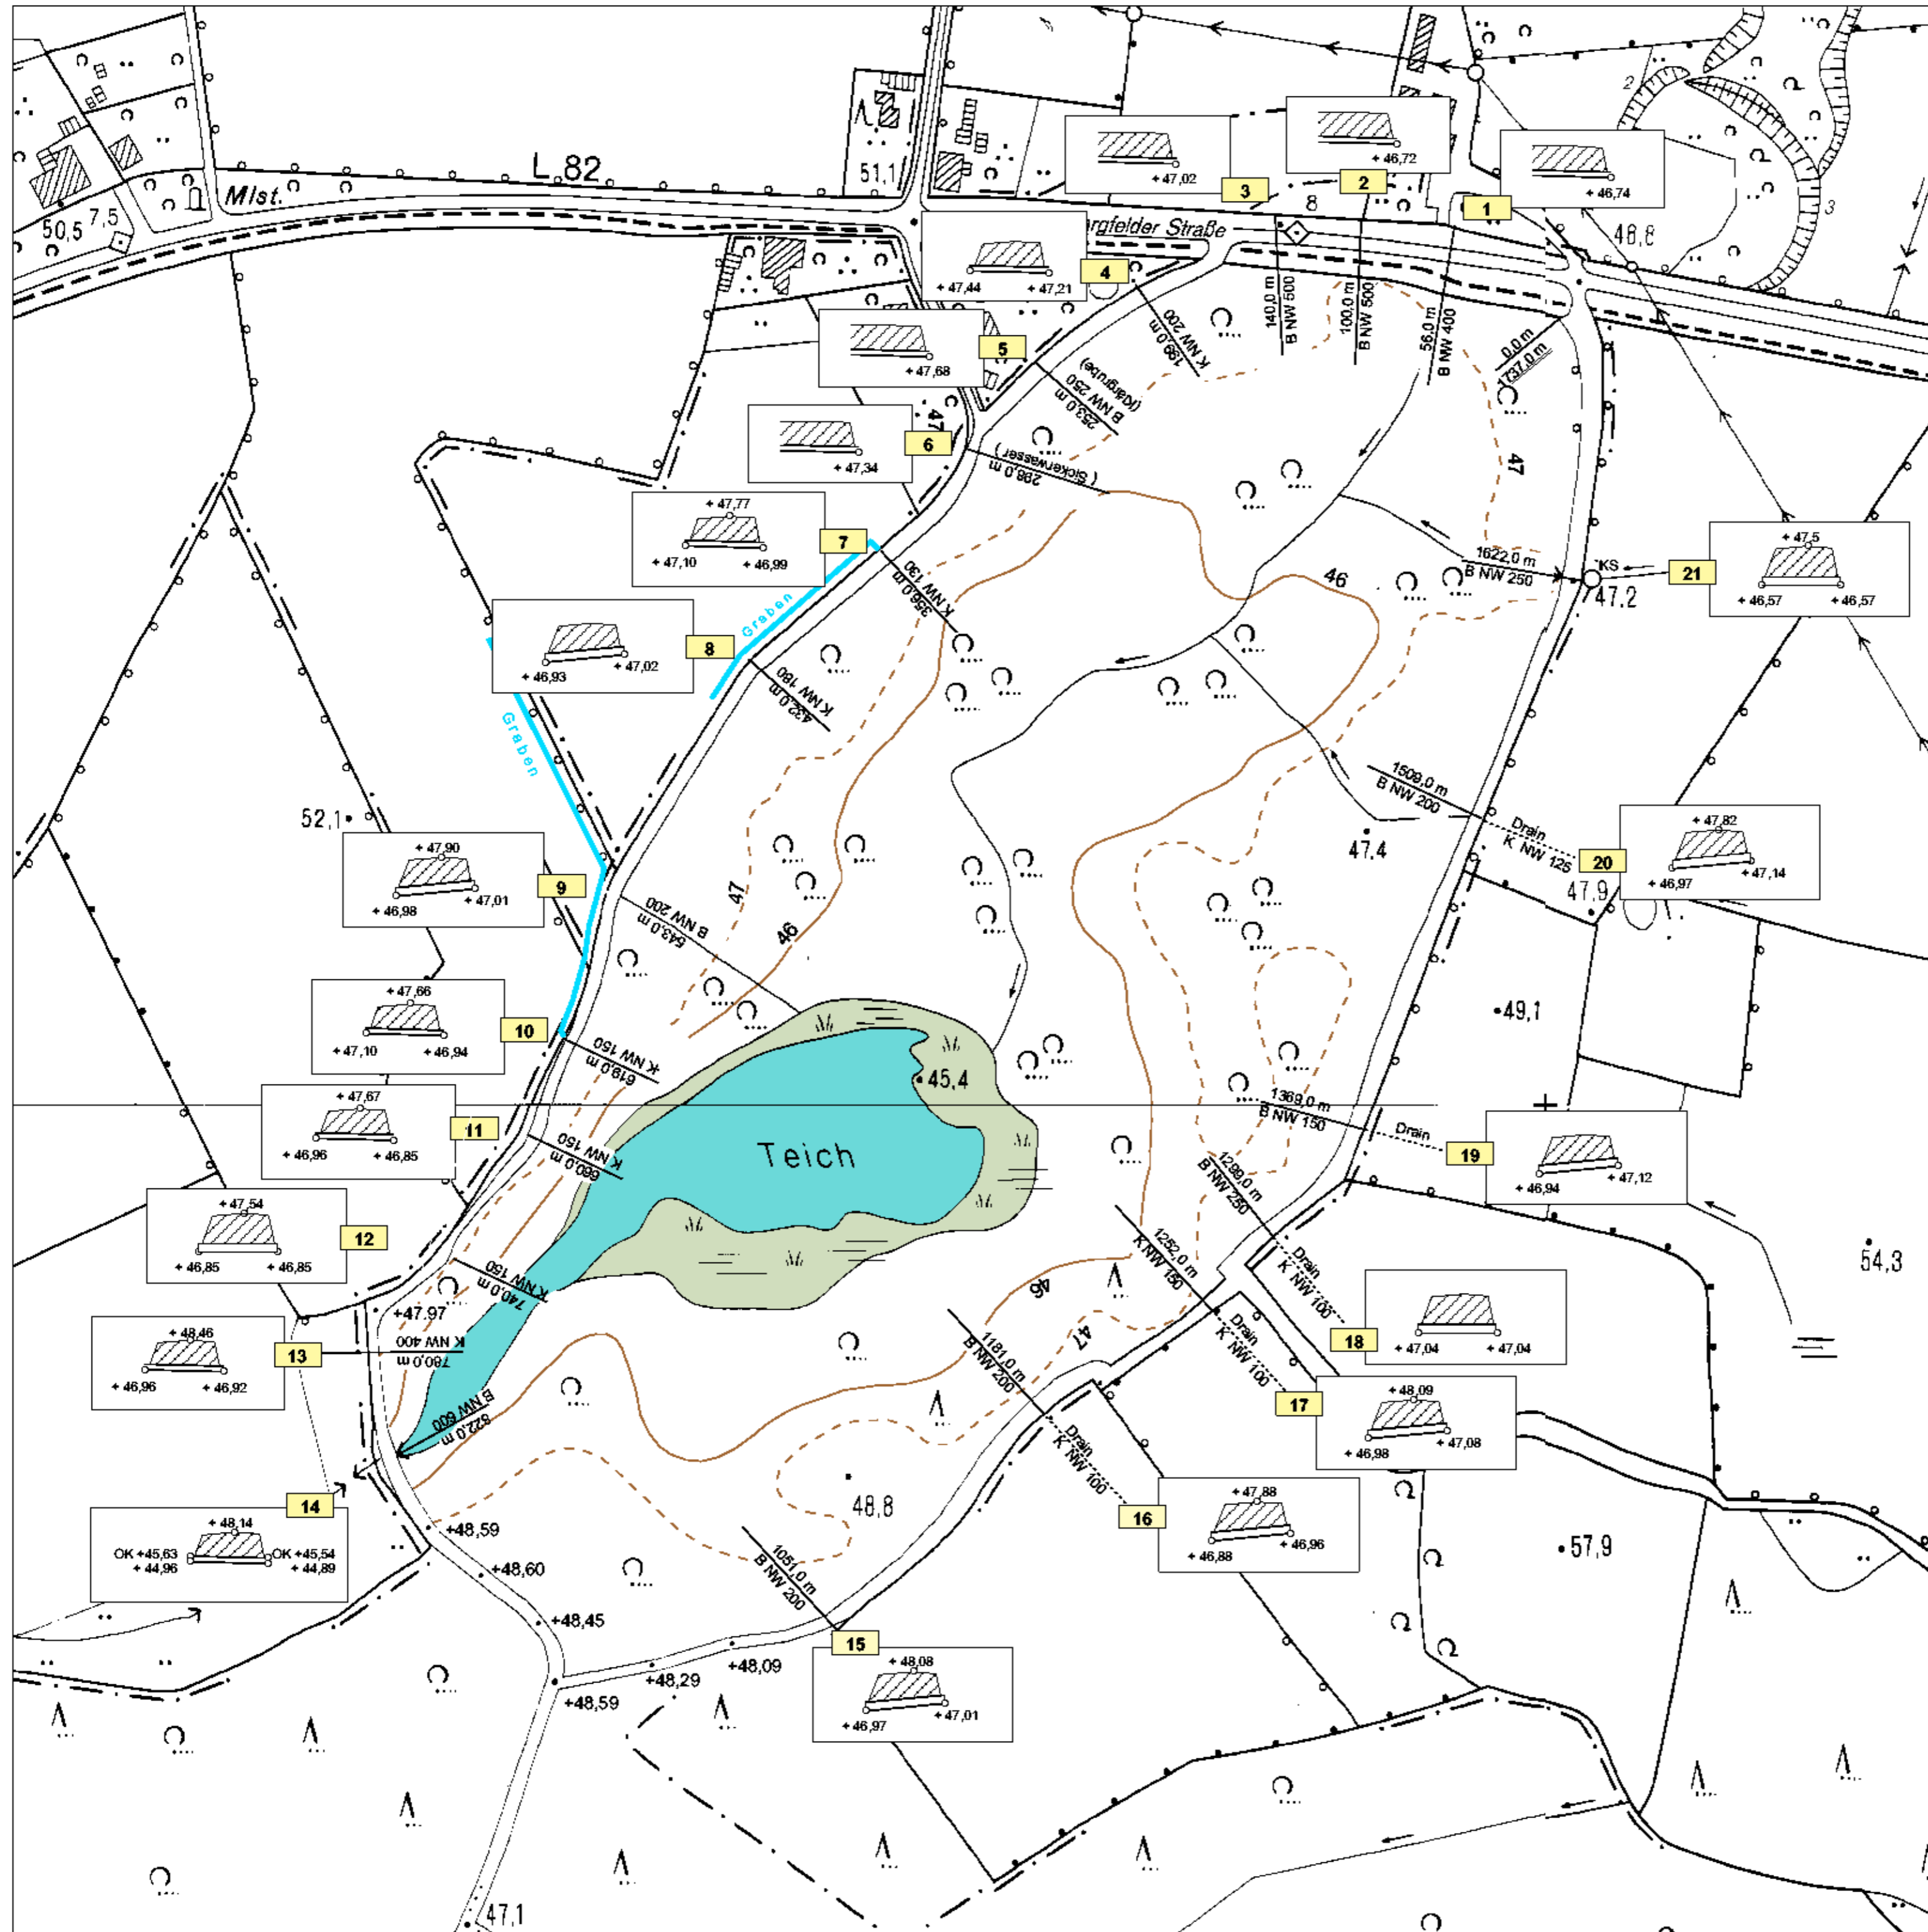 L 82
Mlst.
51,1
50,5
7,5
rgfelder Straße
8
+ 47,02
3
+ 46,72
2
+ 46,74
1
2
3
48,8
+ 47,44
+ 47,21
4
+ 47,68
5
+ 47,34
6
47
+ 47,77
+ 47,10
+ 46,99
7
+ 46,93
+ 47,02
8
Graben
Graben
140,0 m
B NW 500
100,0 m
B NW 500
56,0 m
B NW 400
0,0 m
1737,0 m
K NW 200
199,0 m
B NW 250
253,0 m
(Klärgrube)
298,0 m
( Sickerwasser )
K NW 130
356,0 m
K NW 180
432,0 m
47
46
1622,0 m
B NW 250
KS
47,2
21
+ 47,5
+ 46,57
+ 46,57
1509,0 m
B NW 200
Drain
K NW 125
20
+ 47,82
+ 46,97
+ 47,14
47,4
47,9
52,1
+ 47,90
+ 46,98
+ 47,01
9
B NW 200
543,0 m
47
46
+ 47,66
+ 47,10
+ 46,94
10
K NW 150
619,0 m
49,1
45,4
Teich
1369,0 m
B NW 150
Drain
19
+ 46,94
+ 47,12
+ 47,67
+ 46,96
+ 46,85
11
K NW 150
660,0 m
1299,0 m
B NW 250
Drain
K NW 100
18
+ 47,04
+ 47,04
+ 47,54
+ 46,85
+ 46,85
12
K NW 150
740,0 m
1252,0 m
K NW 150
Drain
K NW 100
17
+ 48,09
+ 46,98
+ 47,08
54,3
+47,97
+ 48,46
+ 46,96
+ 46,92
13
K NW 400
780,0 m
46
47
1181,0 m
B NW 200
Drain
K NW 100
16
+ 47,88
+ 46,88
+ 46,96
B NW 600
822,0 m
14
+ 48,14
OK +45,63
OK +45,54
+ 44,96
+ 44,89
48,8
57,9
+48,59
+48,60
+48,45
1051,0 m
B NW 200
15
+ 48,08
+ 46,97
+ 47,01
+48,09
+48,29
+48,59
47,1